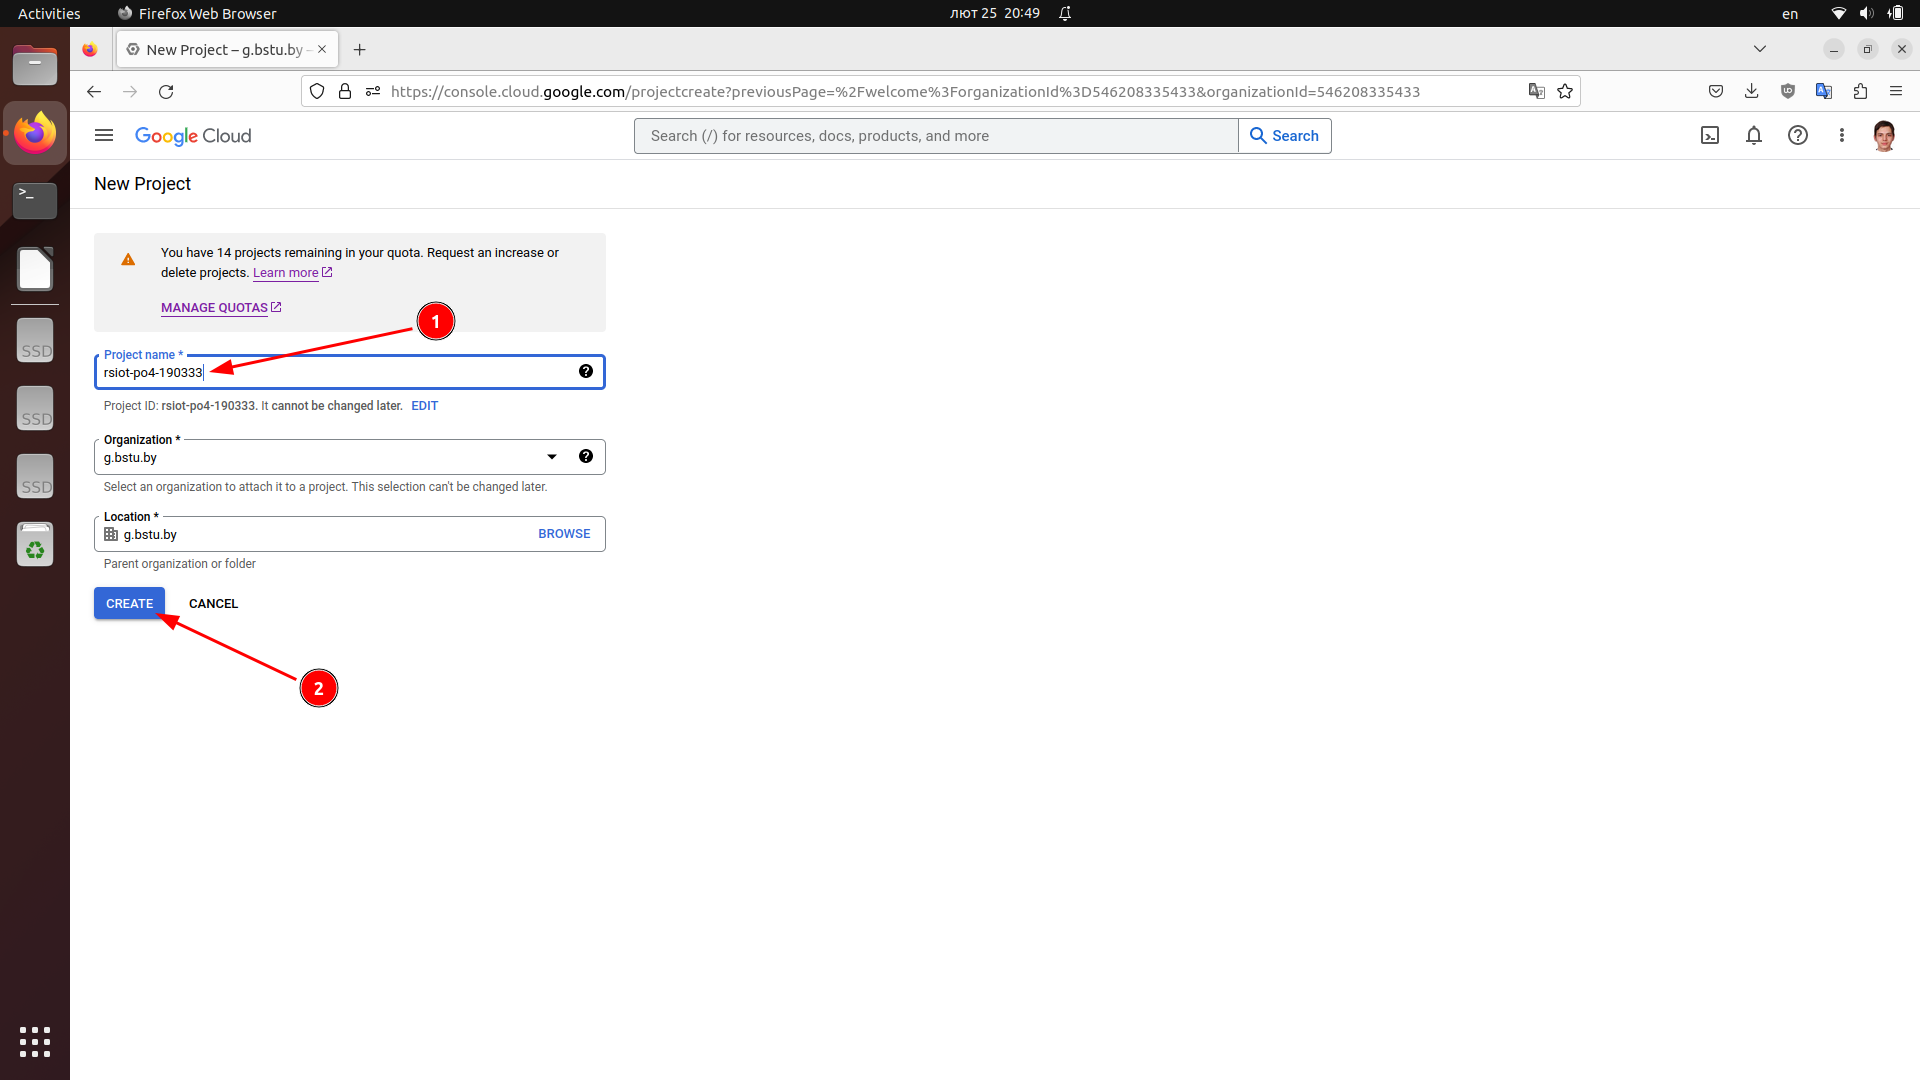 Activities
Firefox Web Browser
лют 25 20:49
en
New Project – g.bstu.by –
https://console.cloud.google.com/projectcreate?previousPage=%2Fwelcome%3ForganizationId%3D546208335433&organizationId=546208335433
Google Cloud
Search (/) for resources, docs, products, and more
Search
New Project
You have 14 projects remaining in your quota. Request an increase or
delete projects. Learn more
MANAGE QUOTAS
1
Project name *
rsiot-po4-190333
Project ID: rsiot-po4-190333. It cannot be changed later. EDIT
Organization *
g.bstu.by
Select an organization to attach it to a project. This selection can't be changed later.
Location *
g.bstu.by
BROWSE
Parent organization or folder
CREATE
CANCEL
2
SSD
SSD
SSD